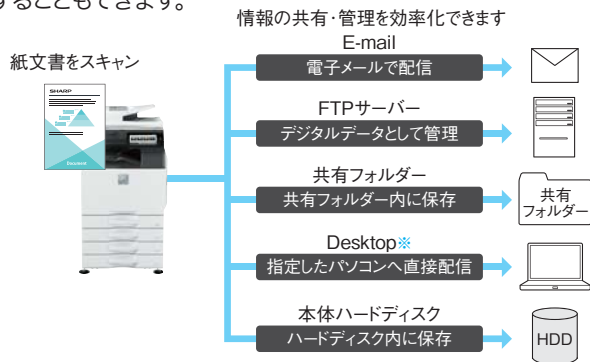 することもできます。
情報の共有・管理を効率化できます
紙文書をスキャン
SHARP
Document
E-mail
電子メールで配信
FTPサーバー
デジタルデータとして管理
共有フォルダー
共有フォルダー内に保存
共有
フォルダー
Desktop※
指定したパソコンへ直接配信
本体ハードディスク
ハードディスク内に保存
HDD